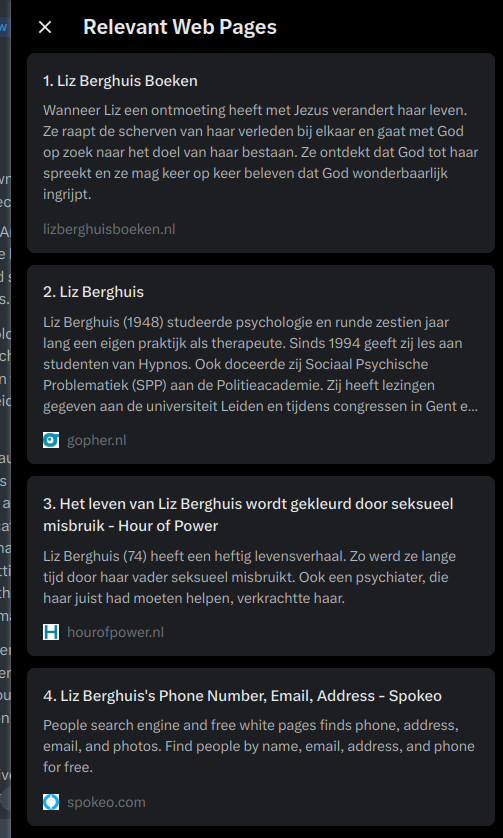 Relevant Web Pages
1. Liz Berghuis Boeken
Wanneer Liz een ontmoeting heeft met Jezus verandert haar leven.
Ze raapt de scherven van haar verleden bij elkaar en gaat met God
op zoek naar het doel van haar bestaan. Ze ontdekt dat God tot haar
spreekt en ze mag keer op keer beleven dat God wonderbaarlijk
ingrijpt.
lizberghuisboeken.nl
2. Liz Berghuis
Liz Berghuis (1948) studeerde psychologie en runde zestien jaar
lang een eigen praktijk als therapeute. Sinds 1994 geeft zij les aan
studenten van Hypnos. Ook doceerde zij Sociaal Psychische
Problematiek (SPP) aan de Politieacademie. Zij heeft lezingen
gegeven aan de universiteit Leiden en tijdens congressen in Gent e...
gopher.nl
3. Het leven van Liz Berghuis wordt gekleurd door seksueel
misbruik - Hour of Power
Liz Berghuis (74) heeft een heftig levensverhaal. Zo werd ze lange
tijd door haar vader seksueel misbruikt. Ook een psychiater, die
haar juist had moeten helpen, verkrachtte haar.
H hourofpower.nl
4. Liz Berghuis's Phone Number, Email, Address - Spokeo
People search engine and free white pages finds phone, address,
email, and photos. Find people by name, email, address, and phone
for free.
spokeo.com